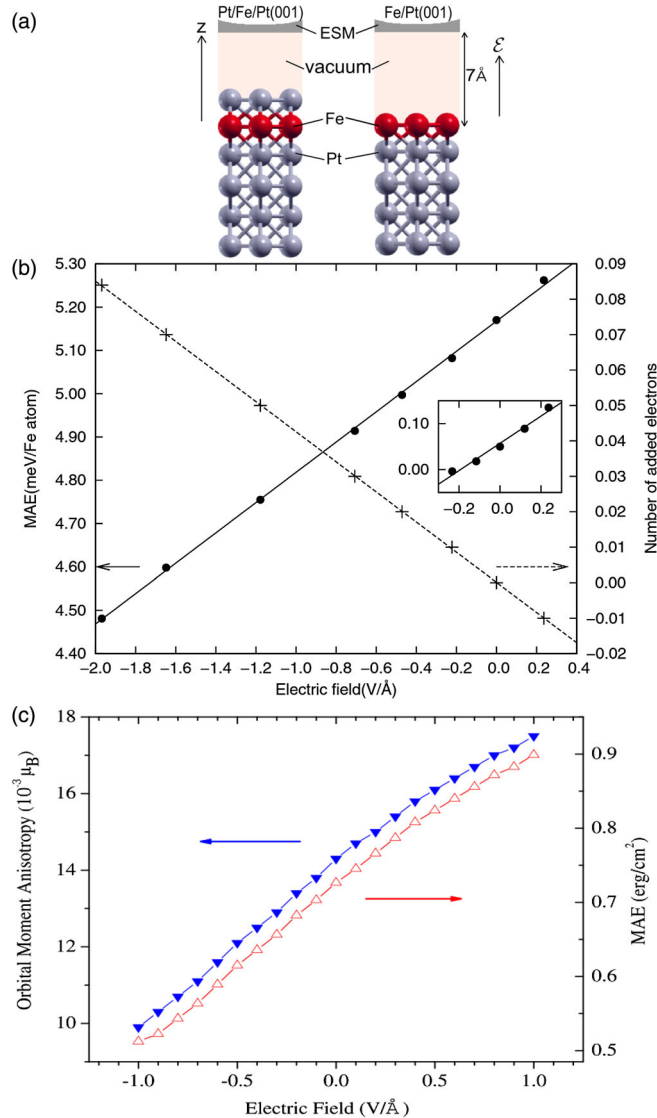 (a)
Pt/Fe/Pt(001)
Fe/Pt(001)
z
ESM
ℰ
vacuum
7Å
Fe
Pt
(b)
5.30
5.20
5.10
5.00
4.90
4.80
4.70
4.60
4.50
4.40
MAE(meV/Fe atom)
0.09
0.08
0.07
0.06
0.05
0.04
0.03
0.02
0.01
0.00
−0.01
−0.02
Number of added electrons
0.10
0.00
−0.2
0.0
0.2
−2.0 −1.8 −1.6 −1.4 −1.2 −1.0 −0.8 −0.6 −0.4 −0.2 0.0 0.2 0.4
Electric field(V/Å)
(c)
18
16
14
12
10
Orbital Moment Anisotropy (10⁻³ μB)
0.9
0.8
0.7
0.6
0.5
MAE (erg/cm²)
-1.0 -0.5 0.0 0.5 1.0
Electric Field (V/Å)